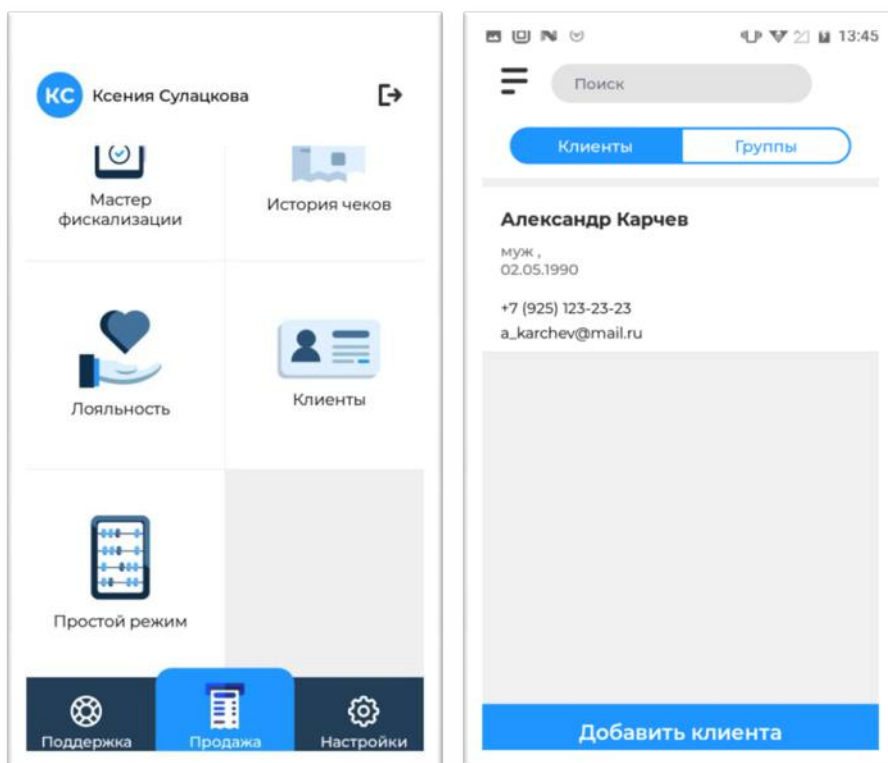 КС Ксения Сулацкова
Мастер
фискализации
История чеков
Лояльность
Клиенты
Простой режим
Поддержка
Продажа
Настройки
13:45
Поиск
Клиенты
Группы
Александр Карчев
муж ,
02.05.1990
+7 (925) 123-23-23
a_karchev@mail.ru
Добавить клиента